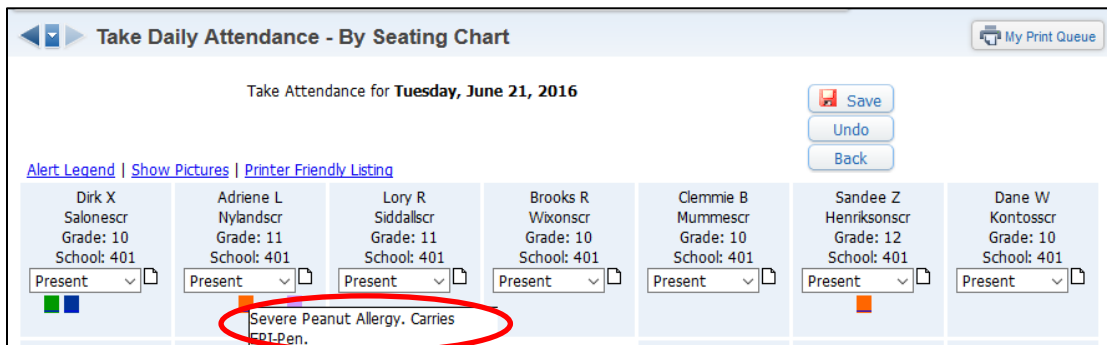 Take Daily Attendance - By Seating Chart
My Print Queue
Take Attendance for Tuesday, June 21, 2016
Save
Undo
Back
Alert Legend | Show Pictures | Printer Friendly Listing
Dirk X
Salonescr
Grade: 10
School: 401
Present
Adriene L
Nylandscr
Grade: 11
School: 401
Present
Lory R
Siddallscr
Grade: 11
School: 401
Present
Brooks R
Wixonscr
Grade: 10
School: 401
Present
Clemmie B
Mummescr
Grade: 10
School: 401
Present
Sandee Z
Henriksonscr
Grade: 12
School: 401
Present
Dane W
Kontosscr
Grade: 10
School: 401
Present
Severe Peanut Allergy. Carries
EPI-Pen.